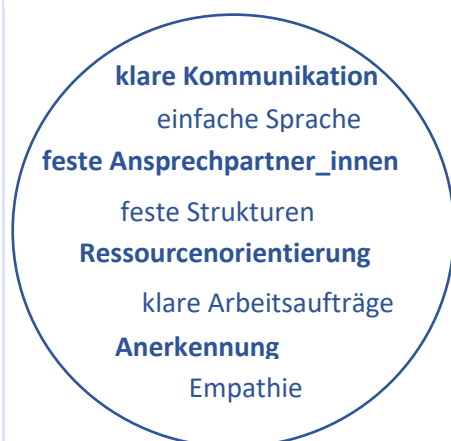 klare Kommunikation
einfache Sprache
feste Ansprechpartner_innen
feste Strukturen
Ressourcenorientierung
klare Arbeitsaufträge
Anerkennung
Empathie